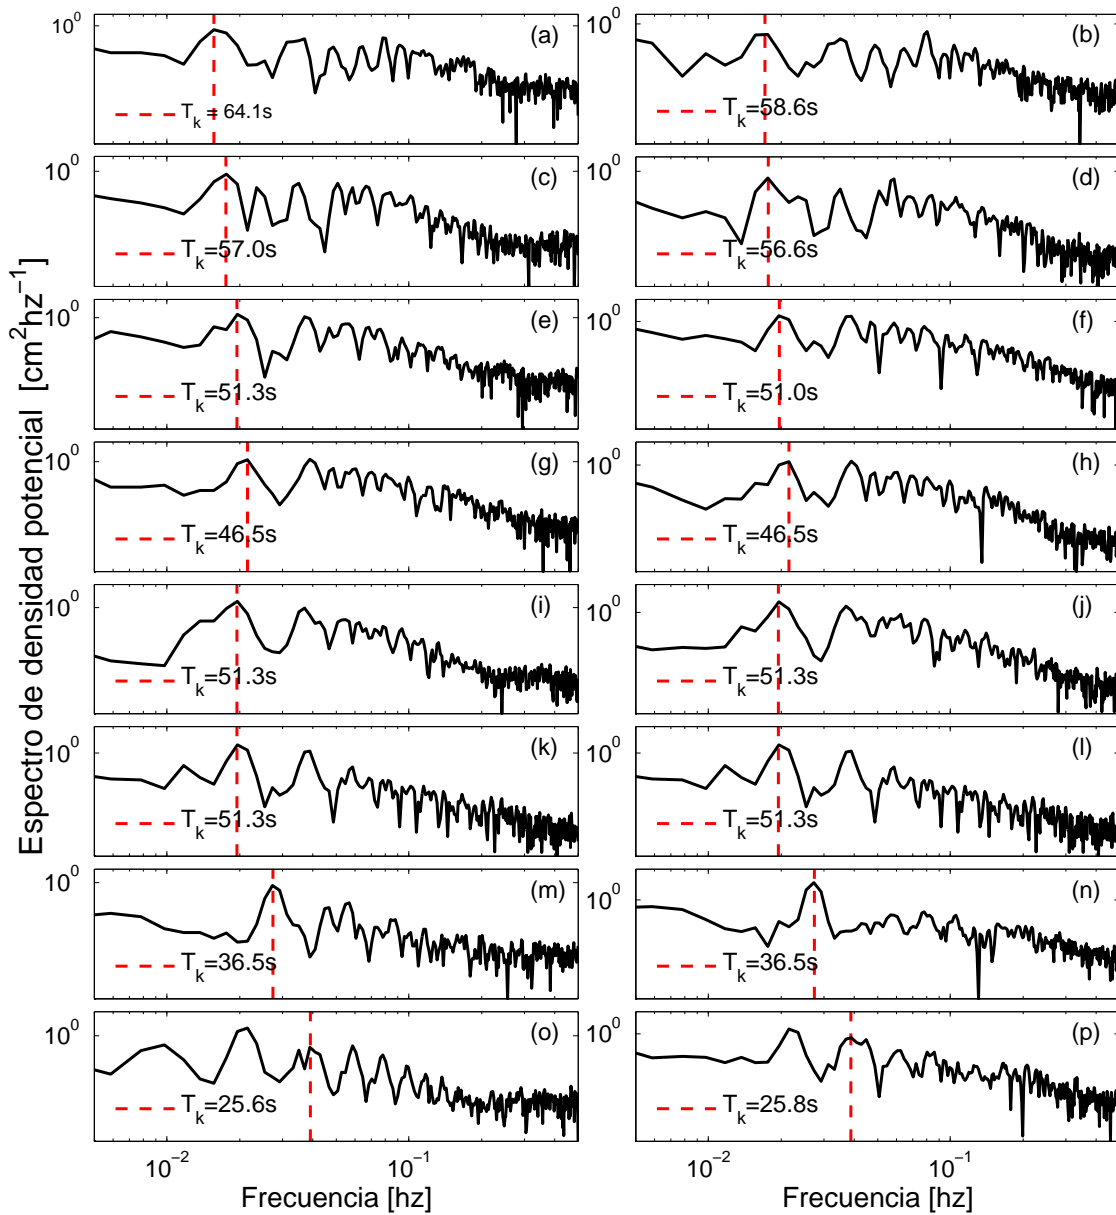 Espectro de densidad potencial [cm²hz⁻¹]
10⁰ (a)
T_k = 64.1s
10⁰ (b)
T_k=58.6s
10⁰ (c)
T_k=57.0s
10⁰ (d)
T_k=56.6s
10⁰ (e)
T_k=51.3s
10⁰ (f)
T_k=51.0s
10⁰ (g)
T_k=46.5s
10⁰ (h)
T_k=46.5s
10⁰ (i)
T_k=51.3s
10⁰ (j)
T_k=51.3s
10⁰ (k)
T_k=51.3s
10⁰ (l)
T_k=51.3s
10⁰ (m)
T_k=36.5s
10⁰ (n)
T_k=36.5s
10⁰ (o)
T_k=25.6s
10⁰ (p)
T_k=25.8s
10⁻² 10⁻¹
Frecuencia [hz]
10⁻² 10⁻¹
Frecuencia [hz]